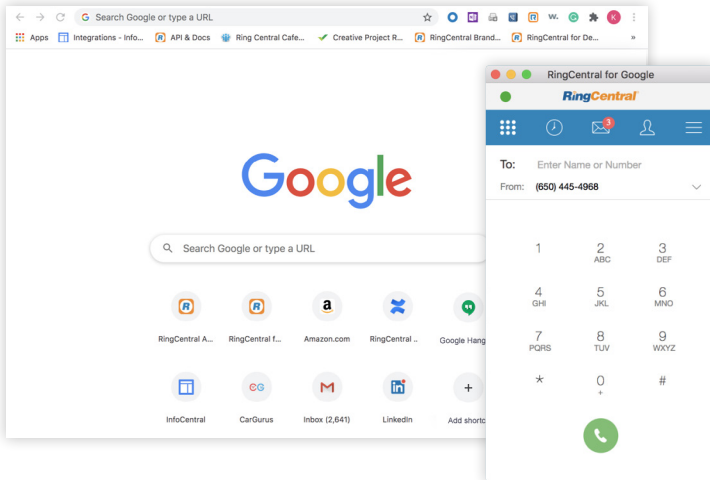 Search Google or type a URL
W.
K
Apps Integrations - Info... API & Docs Ring Central Cafe... Creative Project R... RingCentral Brand... RingCentral for De... »
Google
Search Google or type a URL
RingCentral A... RingCentral f... Amazon.com RingCentral .. Google Hang
InfoCentral CarGurus Inbox (2,641) LinkedIn Add shortc
RingCentral for Google
RingCentral
3
To: Enter Name or Number
From: (650) 445-4968
1 2 3
ABC DEF
4 5 6
GHI JKL MNO
7 8 9
PQRS TUV WXYZ
* 0 #
+